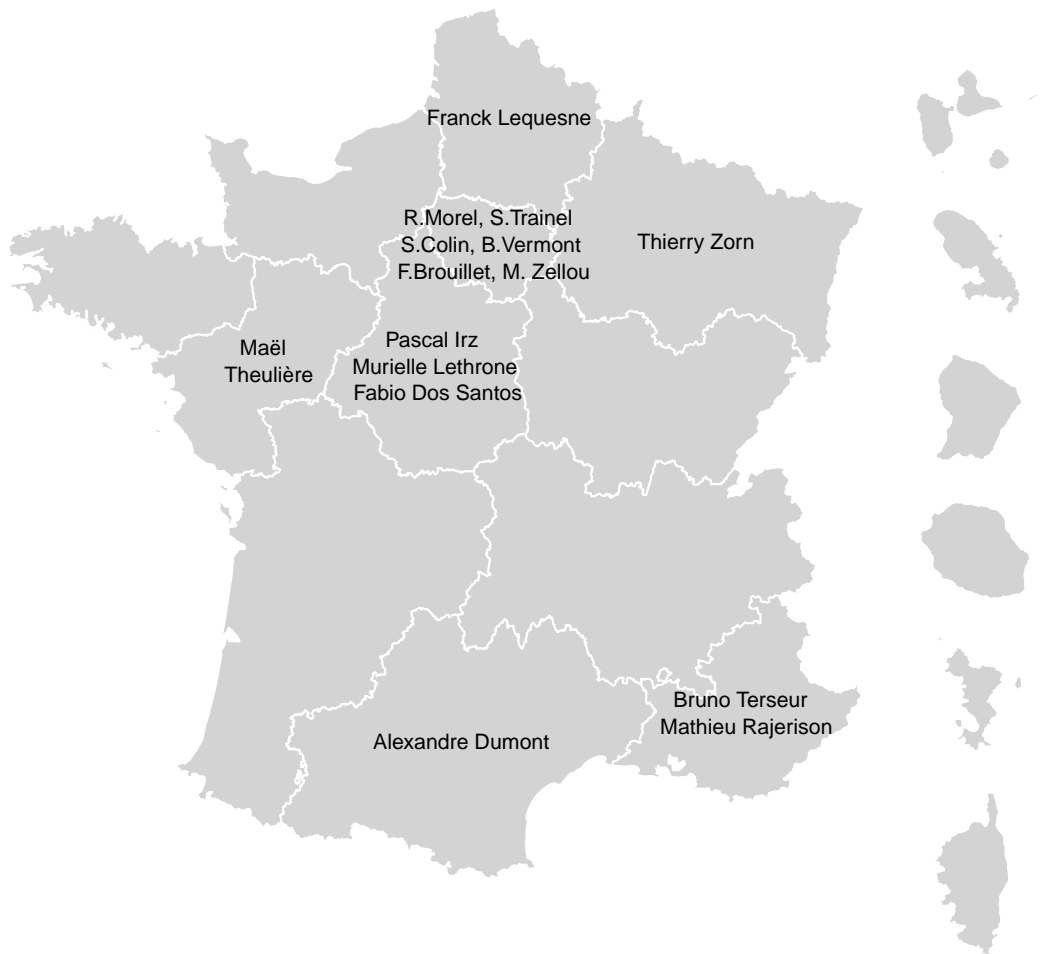 Franck Lequesne
R.Morel, S.Trainel
S.Colin, B.Vermont
F.Brouillet, M. Zellou
Thierry Zorn
Maël
Theulière
Pascal Irz
Murielle Lethrone
Fabio Dos Santos
Bruno Terseur
Mathieu Rajerison
Alexandre Dumont